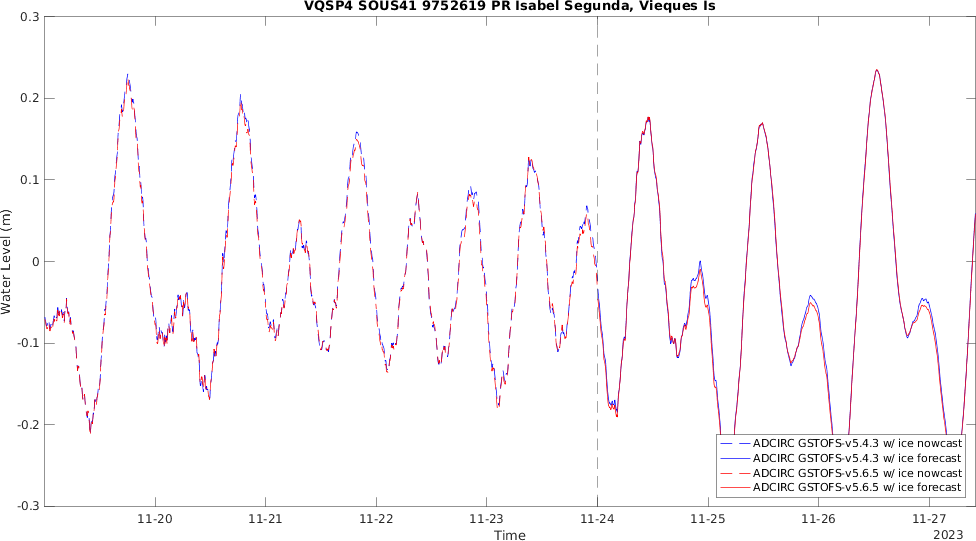 VQSP4 SOUS41 9752619 PR Isabel Segunda, Vieques Is
0.3
0.2
0.1
0
-0.1
-0.2
-0.3
Water Level (m)
11-20 11-21 11-22 11-23 11-24 11-25 11-26 11-27
Time
2023
ADCIRC GSTOFS-v5.4.3 w/ ice nowcast
ADCIRC GSTOFS-v5.4.3 w/ ice forecast
ADCIRC GSTOFS-v5.6.5 w/ ice nowcast
ADCIRC GSTOFS-v5.6.5 w/ ice forecast